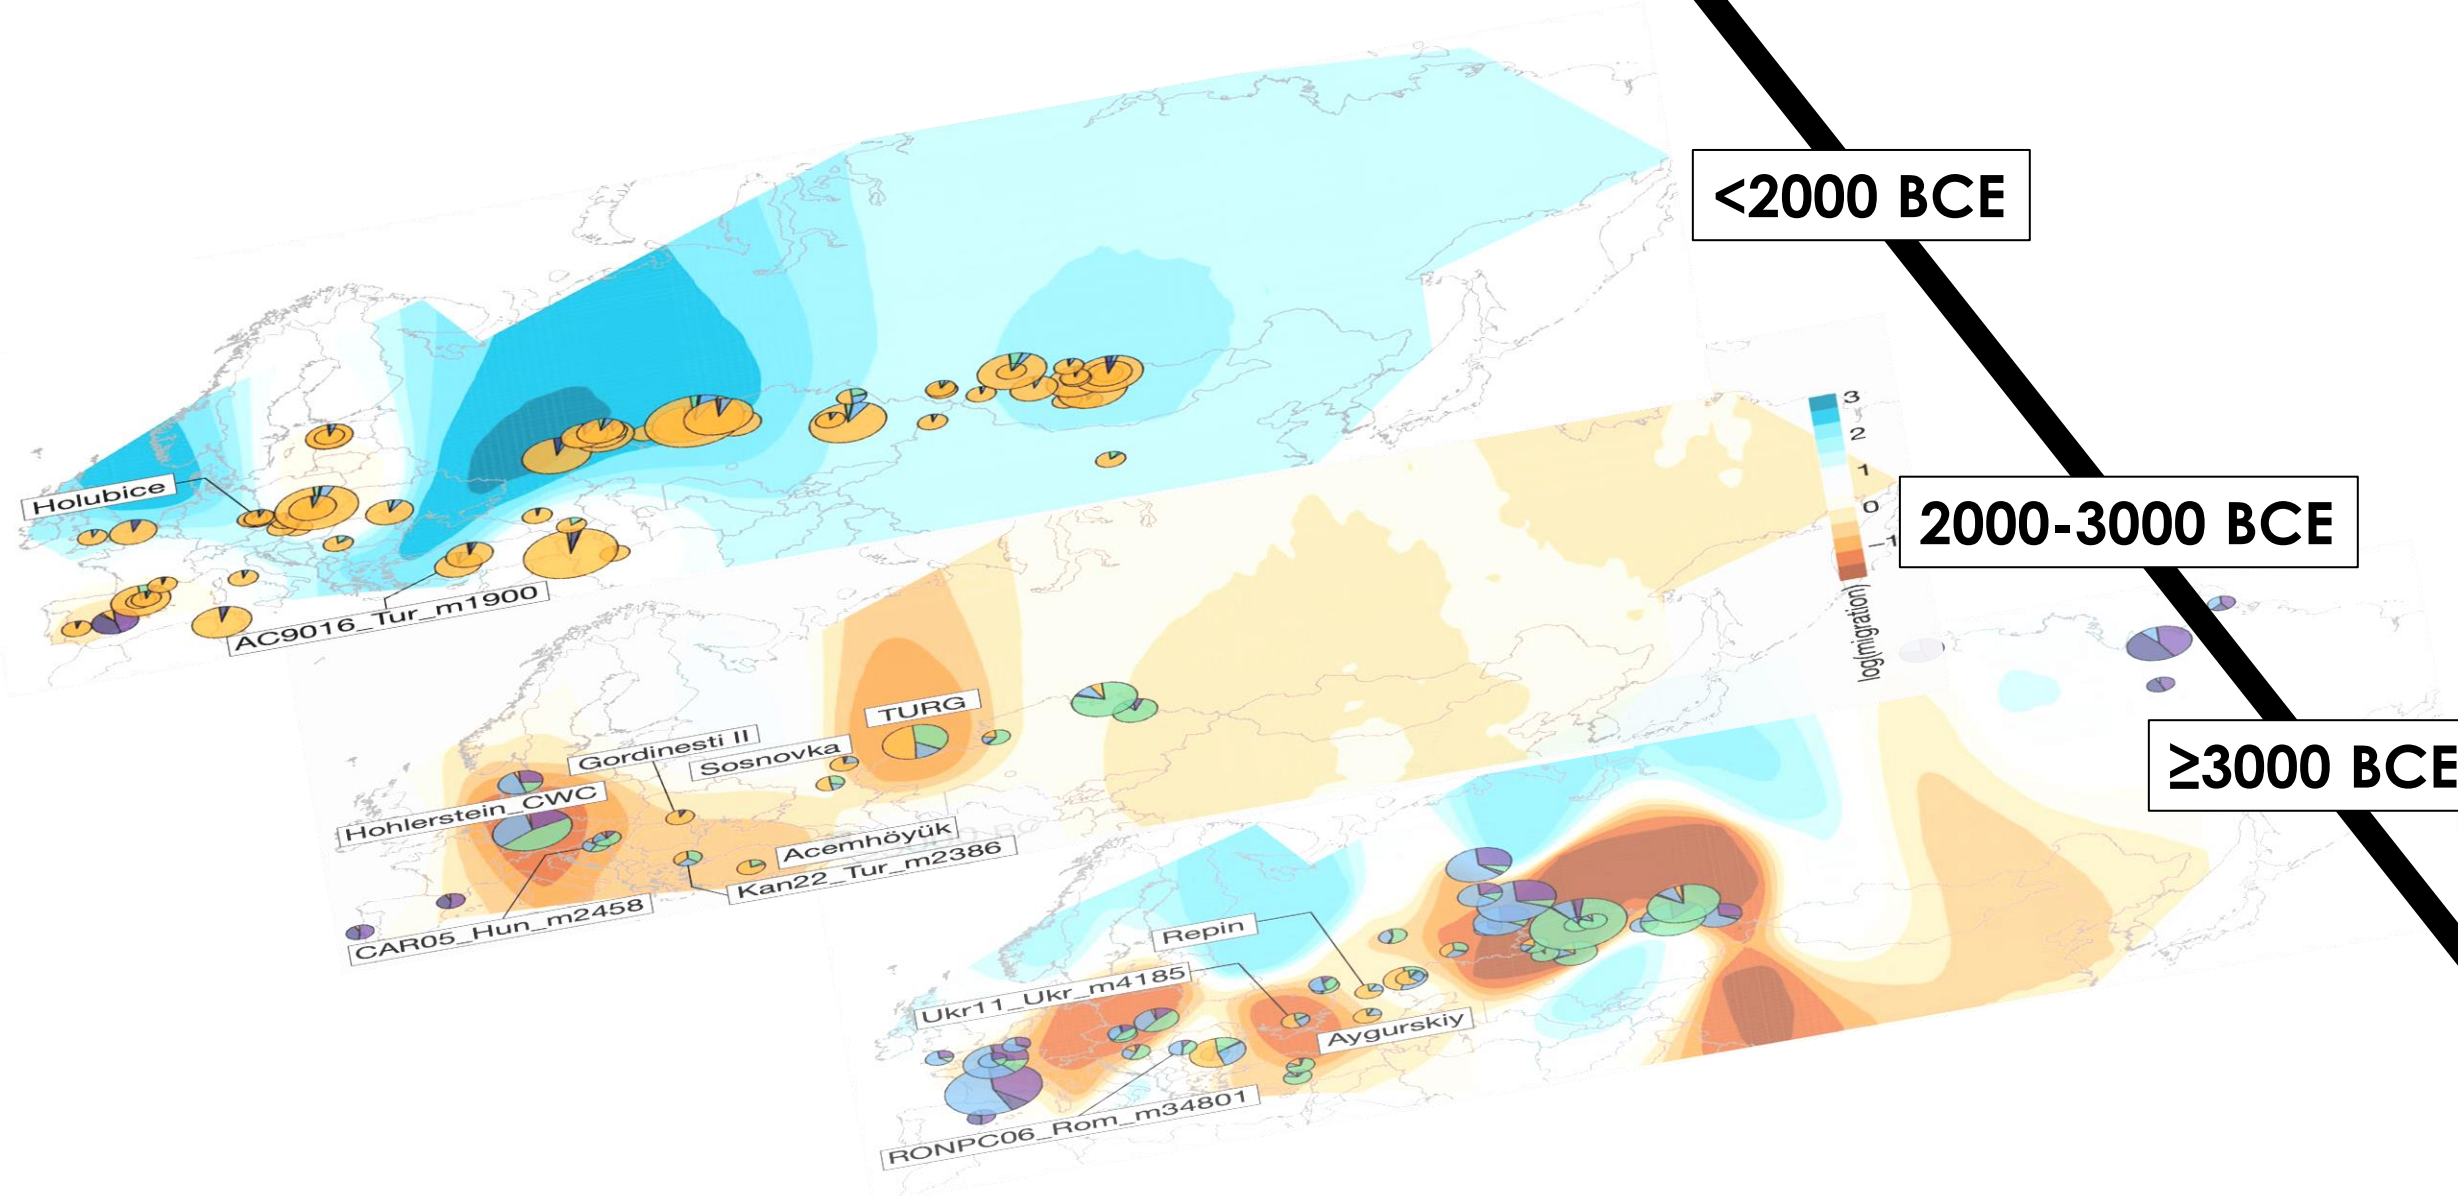 <2000 BCE
Holubice
AC9016_Tur_m1900
3
2
1
0
−1
log(migration)
2000-3000 BCE
TURG
Gordinesti II
Sosnovka
Hohlerstein_CWC
Acemhöyük
Kan22_Tur_m2386
CAR05_Hun_m2458
≥3000 BCE
Repin
Ukr11_Ukr_m4185
Aygurskiy
RONPC06_Rom_m34801